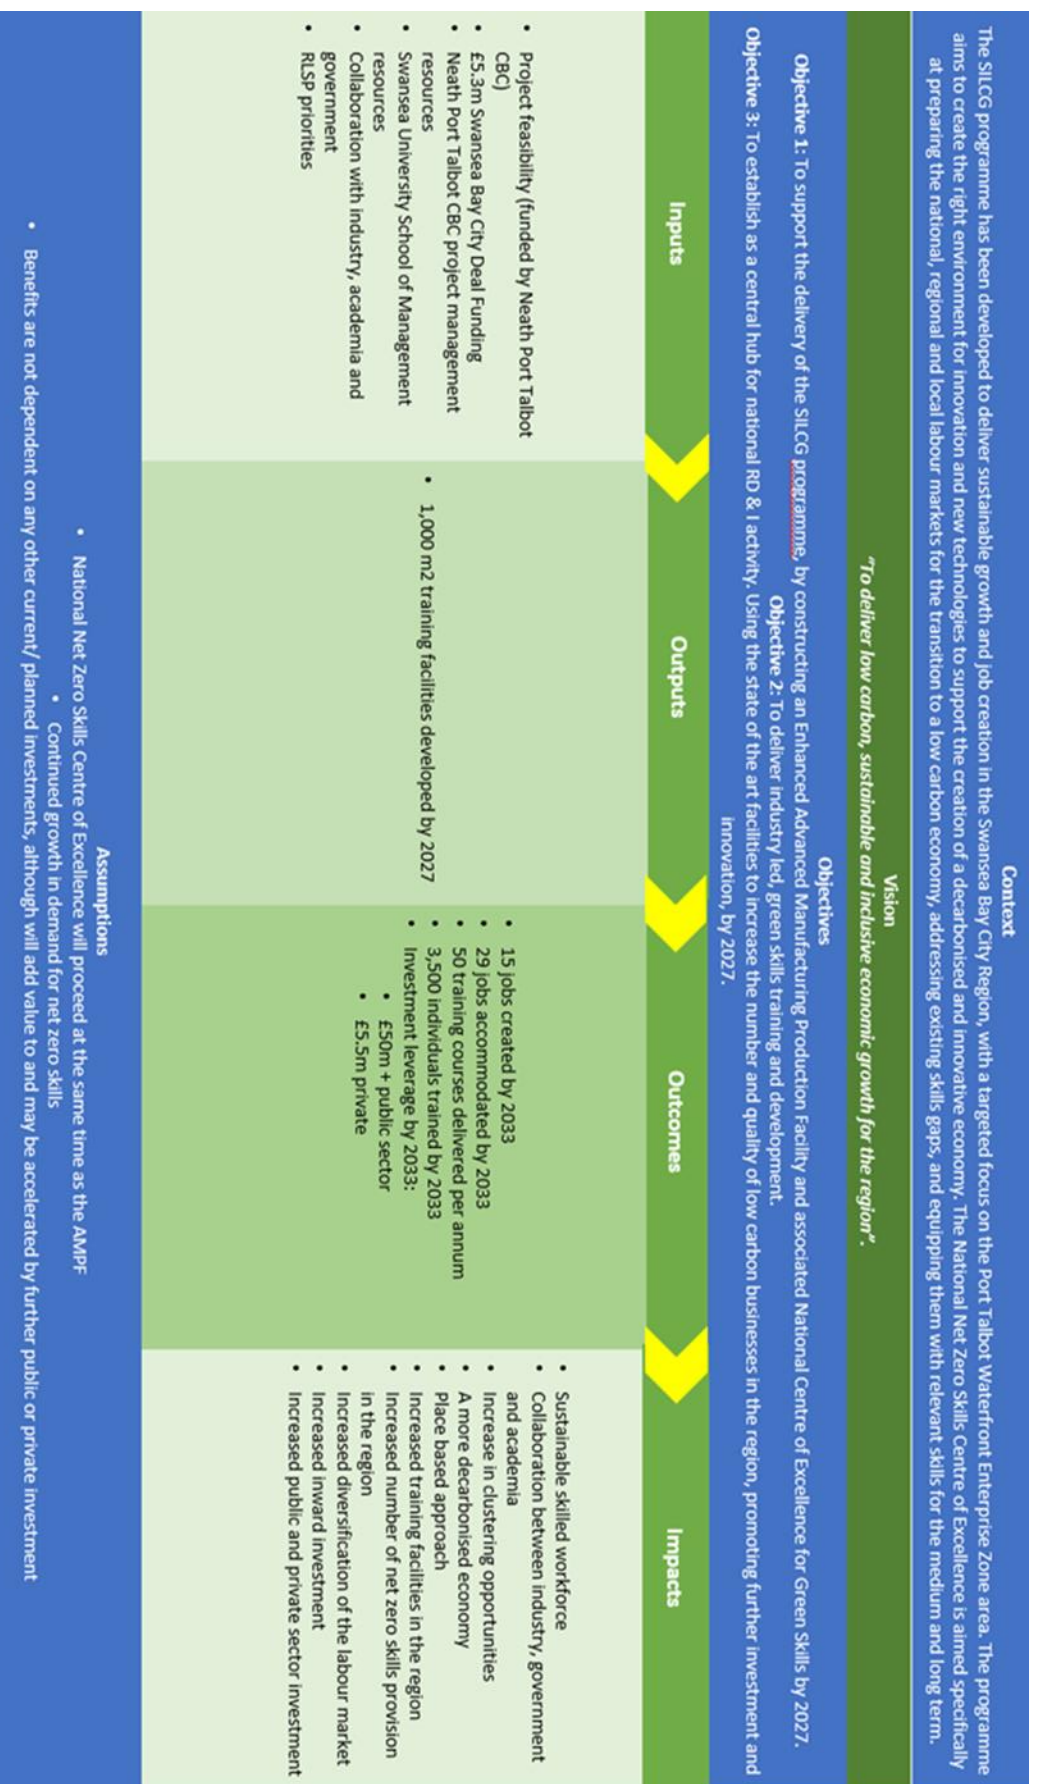 Context
The SILCG programme has been developed to deliver sustainable growth and job creation in the Swansea Bay City Region, with a targeted focus on the Port Talbot Waterfront Enterprise Zone area. The programme
aims to create the right environment for innovation and new technologies to support the creation of a decarbonised and innovative economy. The National Net Zero Skills Centre of Excellence is aimed specifically
at preparing the national, regional and local labour markets for the transition to a low carbon economy, addressing existing skills gaps, and equipping them with relevant skills for the medium and long term.
Vision
"To deliver low carbon, sustainable and inclusive economic growth for the region".
Objectives
Objective 1: To support the delivery of the SILCG programme, by constructing an Enhanced Advanced Manufacturing Production Facility and associated National Centre of Excellence for Green Skills by 2027.
Objective 2: To deliver industry led, green skills training and development.
Objective 3: To establish as a central hub for national RD & I activity. Using the state of the art facilities to increase the number and quality of low carbon businesses in the region, promoting further investment and
innovation, by 2027.
Inputs
• Project feasibility (funded by Neath Port Talbot
CBC)
• £5.3m Swansea Bay City Deal Funding
• Neath Port Talbot CBC project management
resources
• Swansea University School of Management
resources
• Collaboration with industry, academia and
government
• RLSP priorities
Outputs
• 1,000 m2 training facilities developed by 2027
Outcomes
• 15 jobs created by 2033
• 29 jobs accommodated by 2033
• 50 training courses delivered per annum
• 3,500 individuals trained by 2033
• Investment leverage by 2033:
• £50m + public sector
• £5.5m private
Impacts
• Sustainable skilled workforce
• Collaboration between industry, government
and academia
• Increase in clustering opportunities
• A more decarbonised economy
• Place based approach
• Increased training facilities in the region
• Increased number of net zero skills provision
in the region
• Increased diversification of the labour market
• Increased inward investment
• Increased public and private sector investment
Assumptions
• National Net Zero Skills Centre of Excellence will proceed at the same time as the AMPF
• Continued growth in demand for net zero skills
• Benefits are not dependent on any other current/ planned investments, although will add value to and may be accelerated by further public or private investment